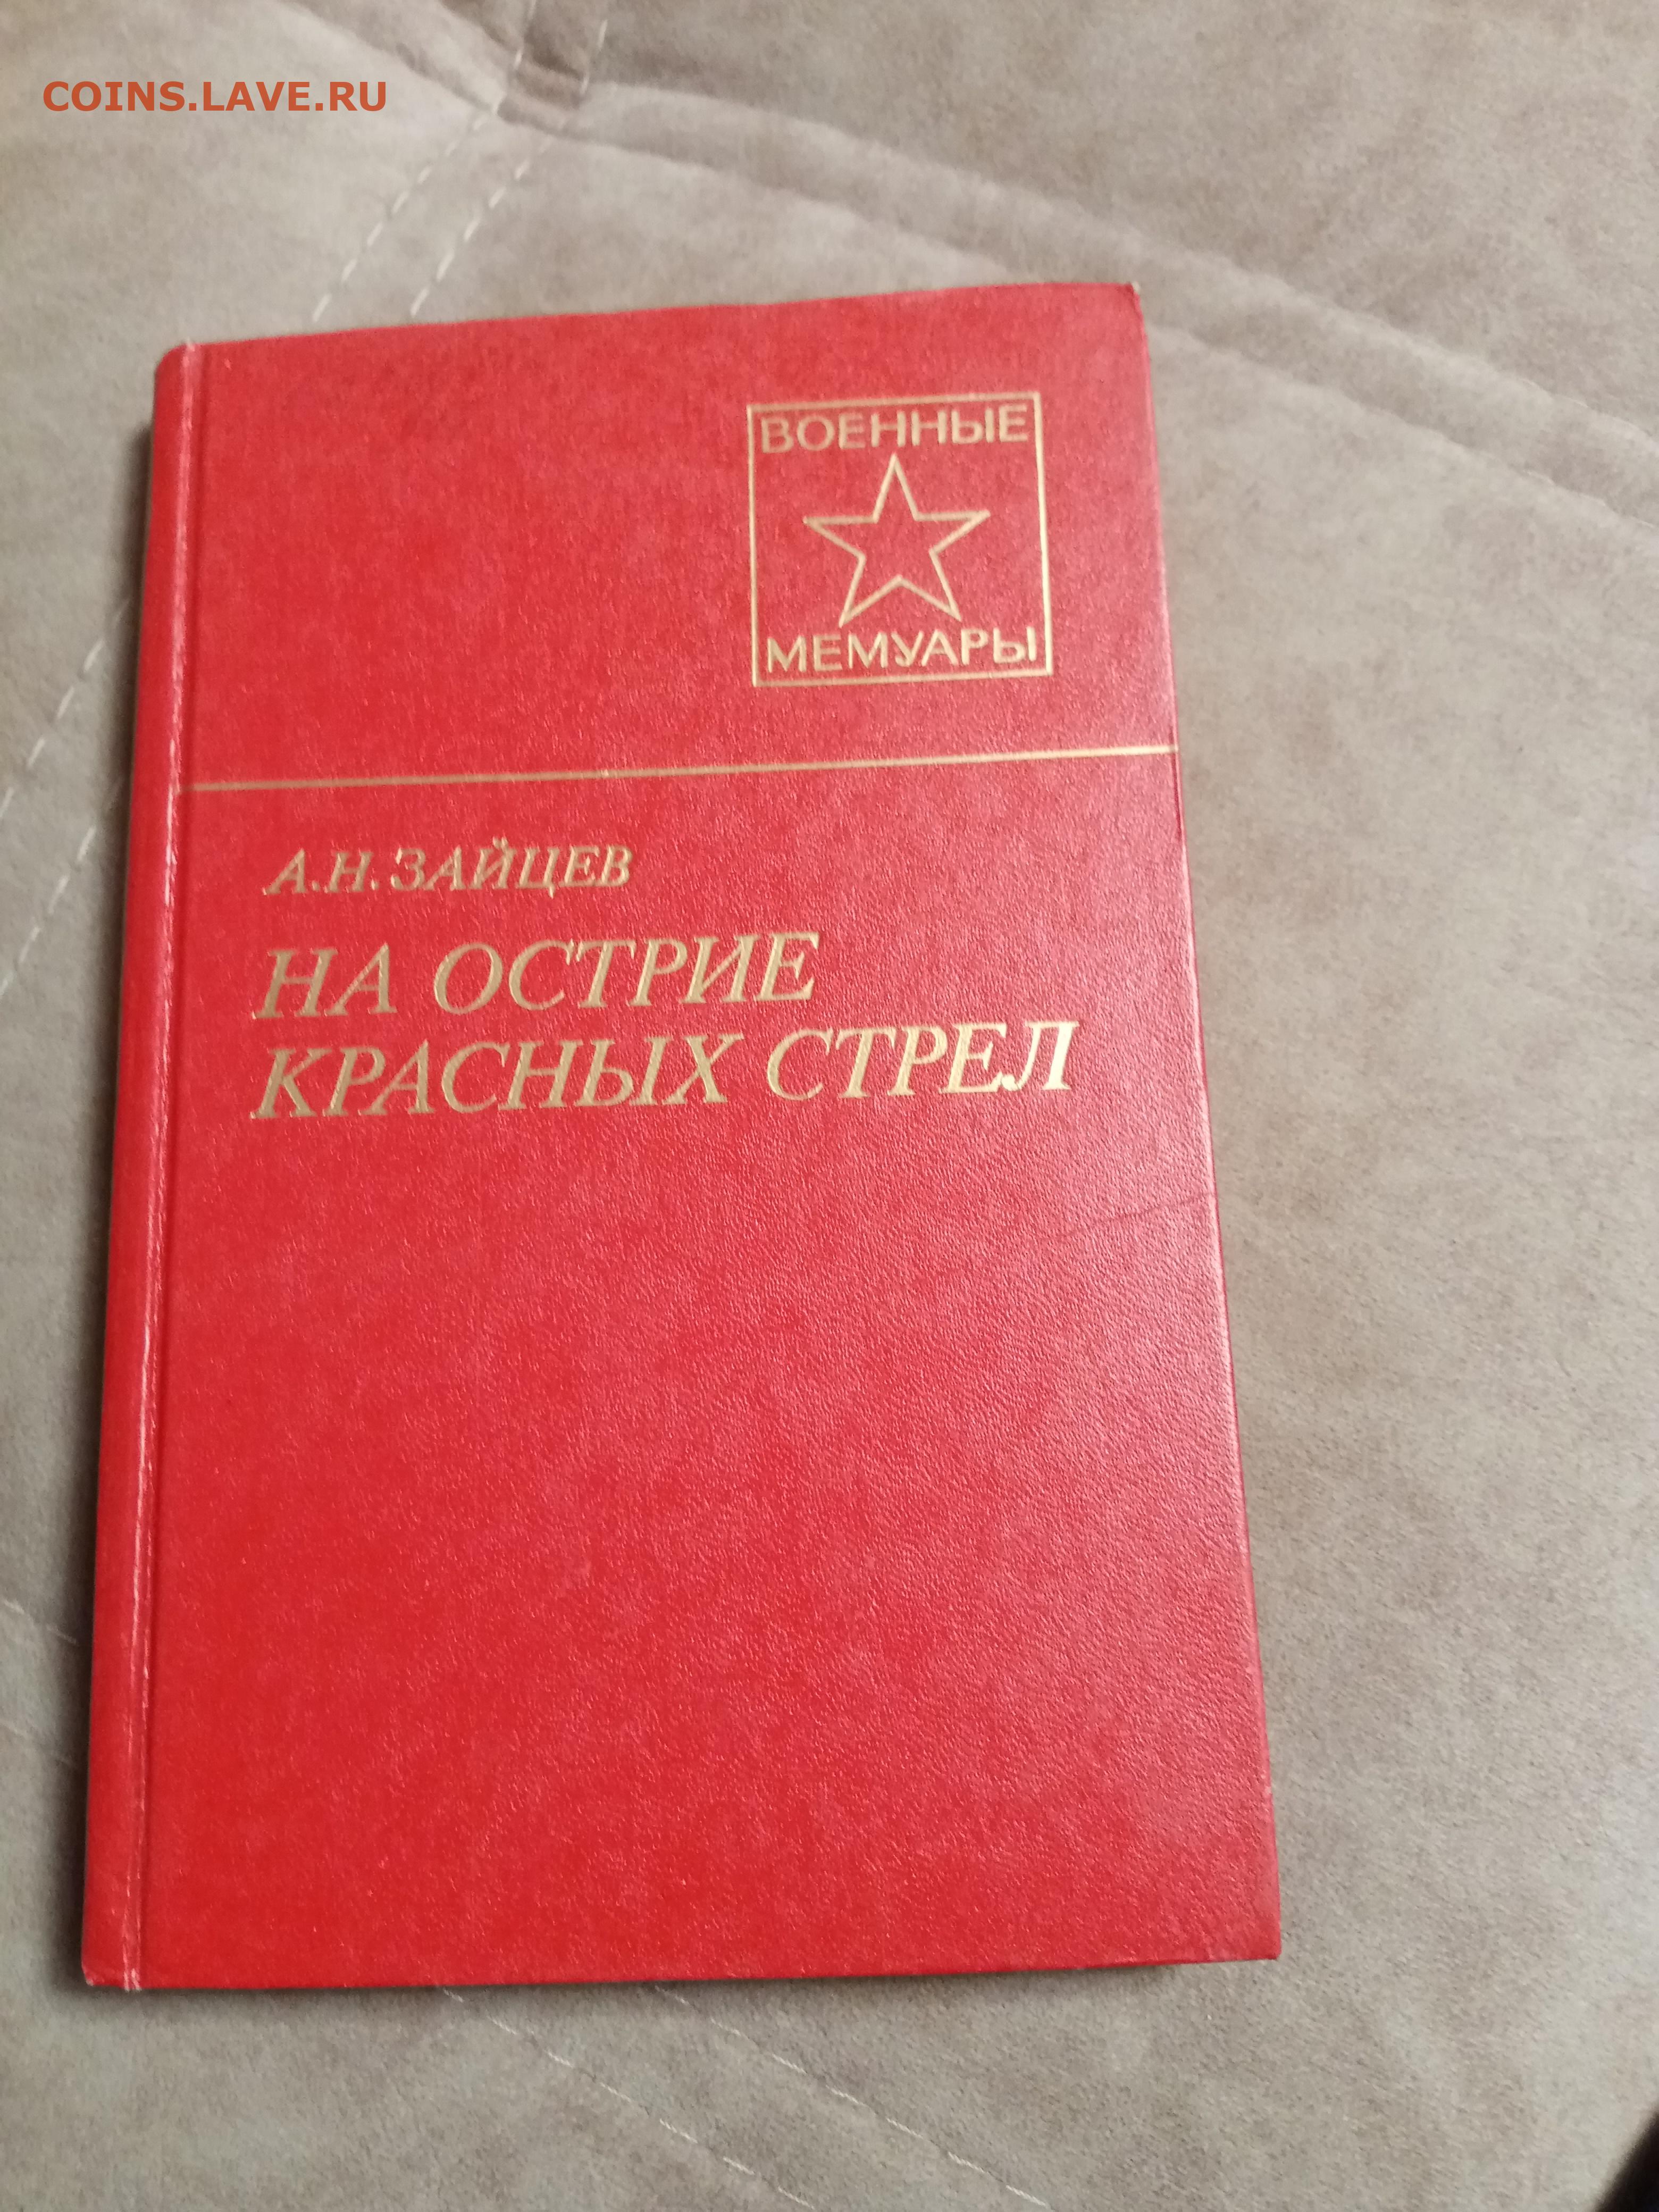 COINS.LAVE.RU
ВОЕННЫЕ
МЕМУАРЫ
А.Н. ЗАЙЦЕВ
НА ОСТРИЕ
КРАСНЫХ СТРЕЛ